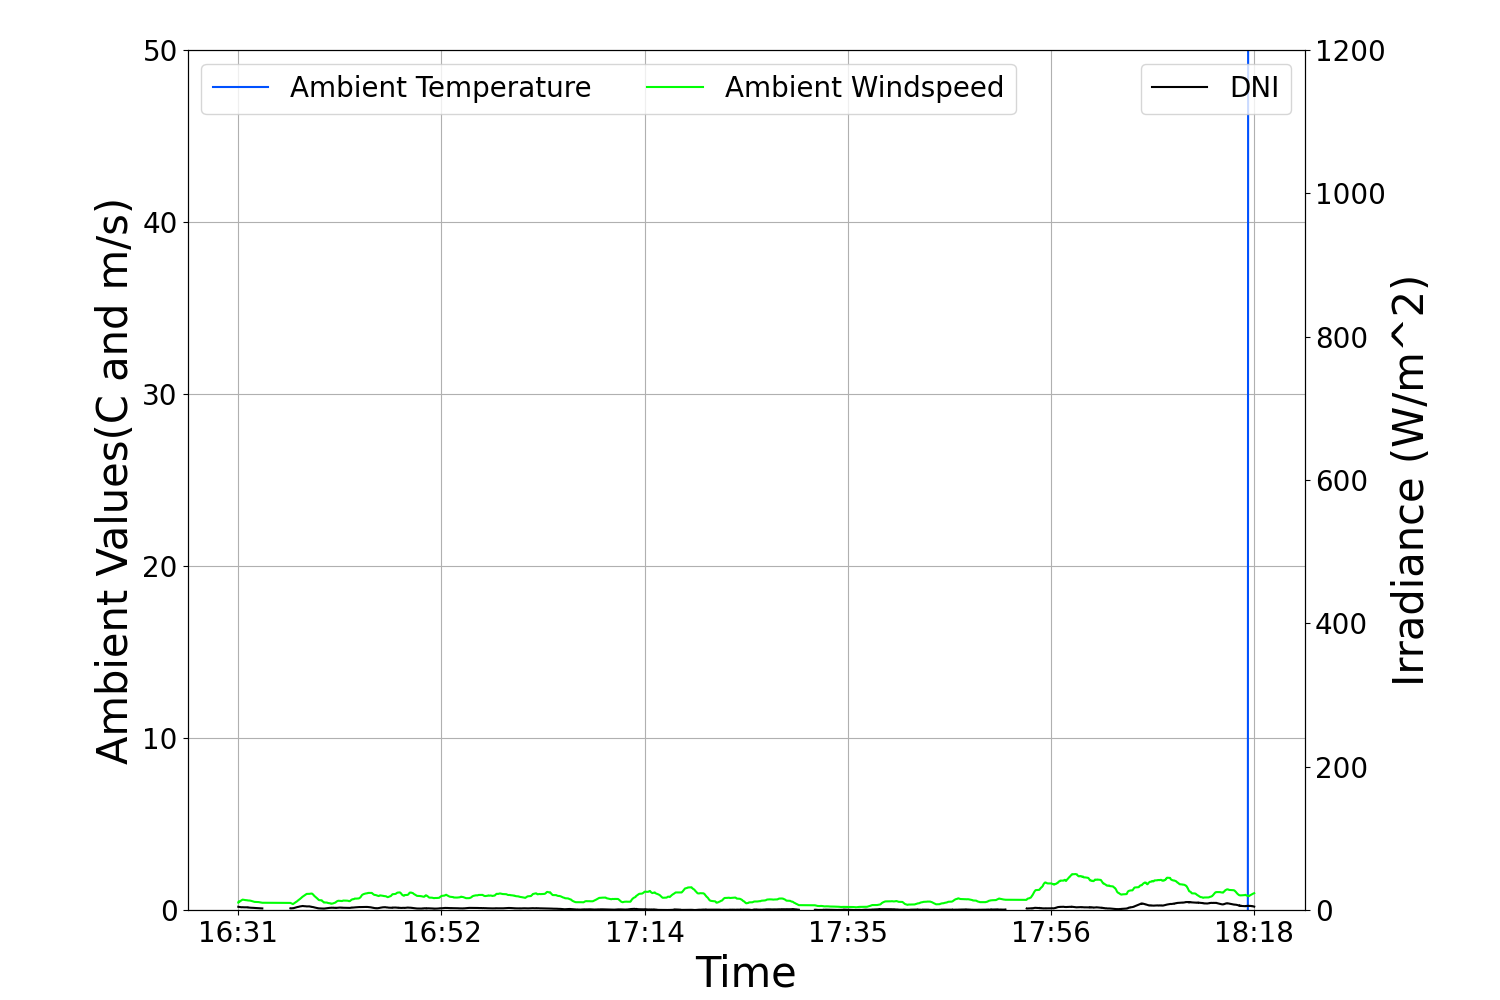 Ambient Temperature
Ambient Windspeed
DNI
50
40
30
20
10
0
Ambient Values(C and m/s)
1200
1000
800
600
400
200
0
Irradiance (W/m^2)
16:31 16:52 17:14 17:35 17:56 18:18
Time